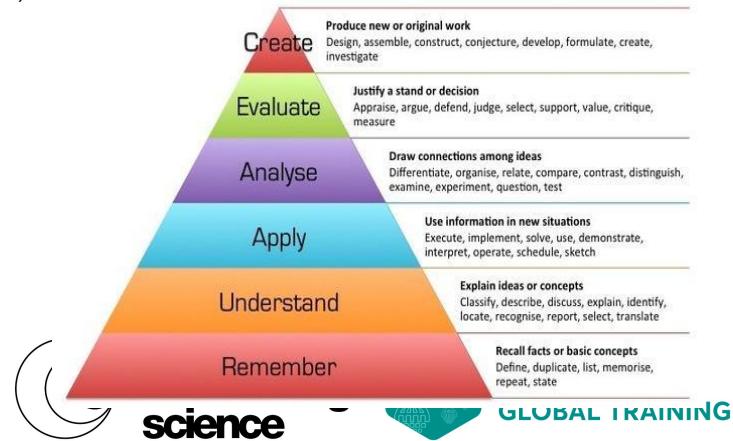 Create
Produce new or original work
Design, assemble, construct, conjecture, develop, formulate, create,
investigate
Evaluate
Justify a stand or decision
Appraise, argue, defend, judge, select, support, value, critique,
measure
Analyse
Draw connections among ideas
Differentiate, organise, relate, compare, contrast, distinguish,
examine, experiment, question, test
Apply
Use information in new situations
Execute, implement, solve, use, demonstrate,
interpret, operate, schedule, sketch
Understand
Explain ideas or concepts
Classify, describe, discuss, explain, identify,
locate, recognise, report, select, translate
Remember
Recall facts or basic concepts
Define, duplicate, list, memorise,
repeat, state
science
GLOBAL TRAINING